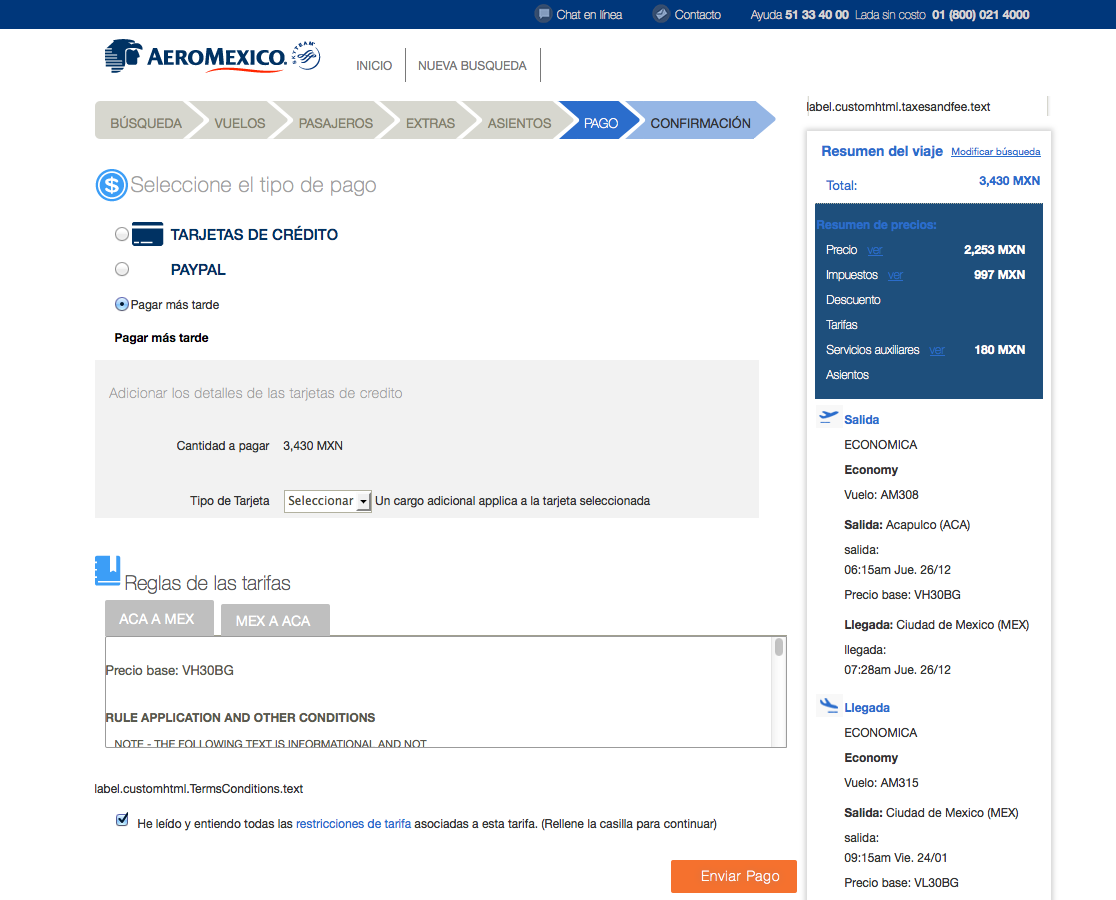 Chat en línea Contacto Ayuda 51 33 40 00 Lada sin costo 01 (800) 021 4000
AEROMEXICO. SKYTEAM
INICIO NUEVA BUSQUEDA
BÚSQUEDA VUELOS PASAJEROS EXTRAS ASIENTOS PAGO CONFIRMACIÓN
Seleccione el tipo de pago
TARJETAS DE CRÉDITO
PAYPAL
Pagar más tarde
Pagar más tarde
Adicionar los detalles de las tarjetas de credito
Cantidad a pagar 3,430 MXN
Tipo de Tarjeta Seleccionar Un cargo adicional applica a la tarjeta seleccionada
Reglas de las tarifas
ACA A MEX MEX A ACA
Precio base: VH30BG
RULE APPLICATION AND OTHER CONDITIONS
NOTE - THE FOLLOWING TEXT IS INFORMATIONAL AND NOT
label.customhtml.TermsConditions.text
He leído y entiendo todas las restricciones de tarifa asociadas a esta tarifa. (Rellene la casilla para continuar)
Enviar Pago
label.customhtml.taxesandfee.text
Resumen del viaje Modificar búsqueda
Total: 3,430 MXN
Resumen de precios:
Precio ver 2,253 MXN
Impuestos ver 997 MXN
Descuento
Tarifas
Servicios auxiliares ver 180 MXN
Asientos
Salida
ECONOMICA
Economy
Vuelo: AM308
Salida: Acapulco (ACA)
salida:
06:15am Jue. 26/12
Precio base: VH30BG
Llegada: Ciudad de Mexico (MEX)
llegada:
07:28am Jue. 26/12
Llegada
ECONOMICA
Economy
Vuelo: AM315
Salida: Ciudad de Mexico (MEX)
salida:
09:15am Vie. 24/01
Precio base: VL30BG